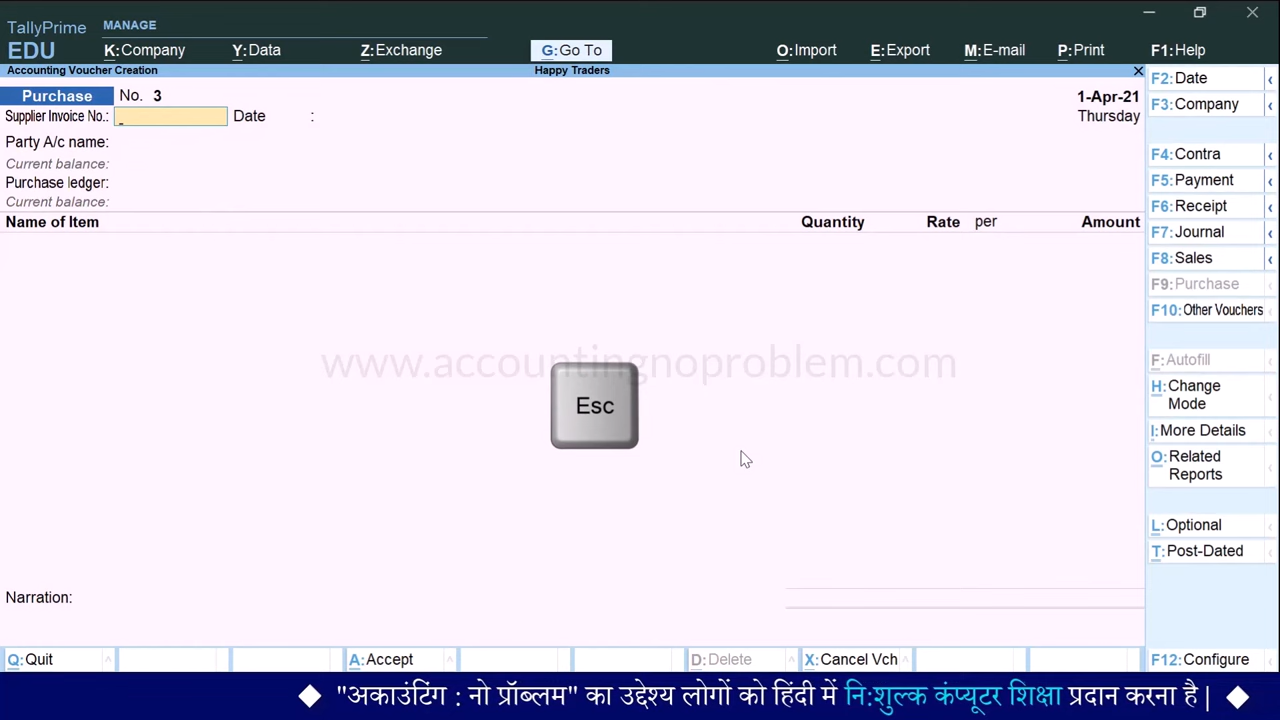 TallyPrime MANAGE
EDU K:Company Y:Data Z:Exchange G:Go To O:Import E:Export M:E-mail P:Print F1:Help
Accounting Voucher Creation Happy Traders
Purchase No. 3 1-Apr-21
Supplier Invoice No.: Date : Thursday
Party A/c name:
Current balance:
Purchase ledger:
Current balance:
Name of Item Quantity Rate per Amount
www.accountingnoproblem.com
Esc
Narration:
F2:Date
F3:Company
F4:Contra
F5:Payment
F6:Receipt
F7:Journal
F8:Sales
F9:Purchase
F10:Other Vouchers
F:Autofill
H:Change
Mode
I:More Details
O:Related
Reports
L:Optional
T:Post-Dated
Q:Quit A:Accept D:Delete X:Cancel Vch F12:Configure
"अकाउंटिंग : नो प्रॉब्लम" का उद्देश्य लोगों को हिंदी में नि:शुल्क कंप्यूटर शिक्षा प्रदान करना है |